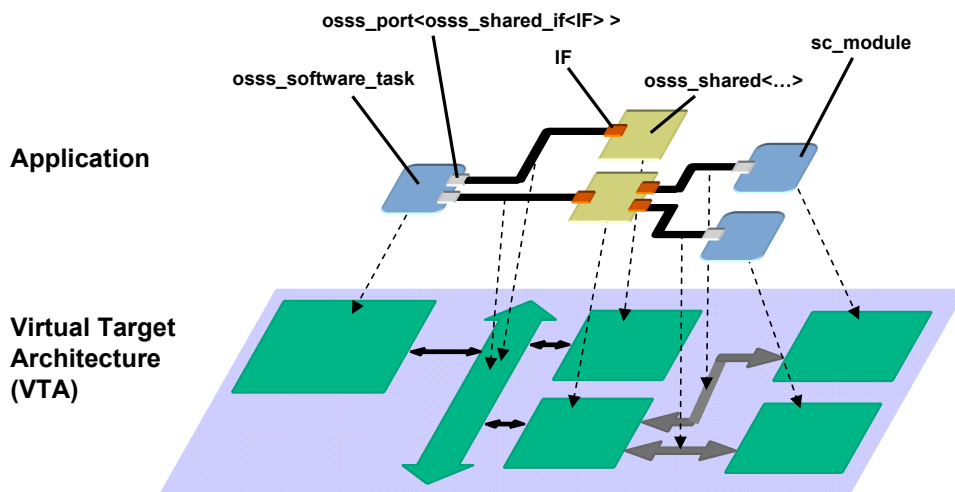 osss_port<osss_shared_if<IF> >
sc_module
IF
osss_software_task
osss_shared<...>
Application
Virtual Target
Architecture
(VTA)